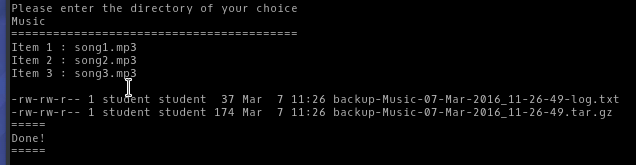 Please enter the directory of your choice
Music
========================================
Item 1 : song1.mp3
Item 2 : song2.mp3
Item 3 : song3.mp3
-rw-rw-r-- 1 student student  37 Mar  7 11:26 backup-Music-07-Mar-2016_11-26-49-log.txt
-rw-rw-r-- 1 student student 174 Mar  7 11:26 backup-Music-07-Mar-2016_11-26-49.tar.gz
=====
Done!
=====